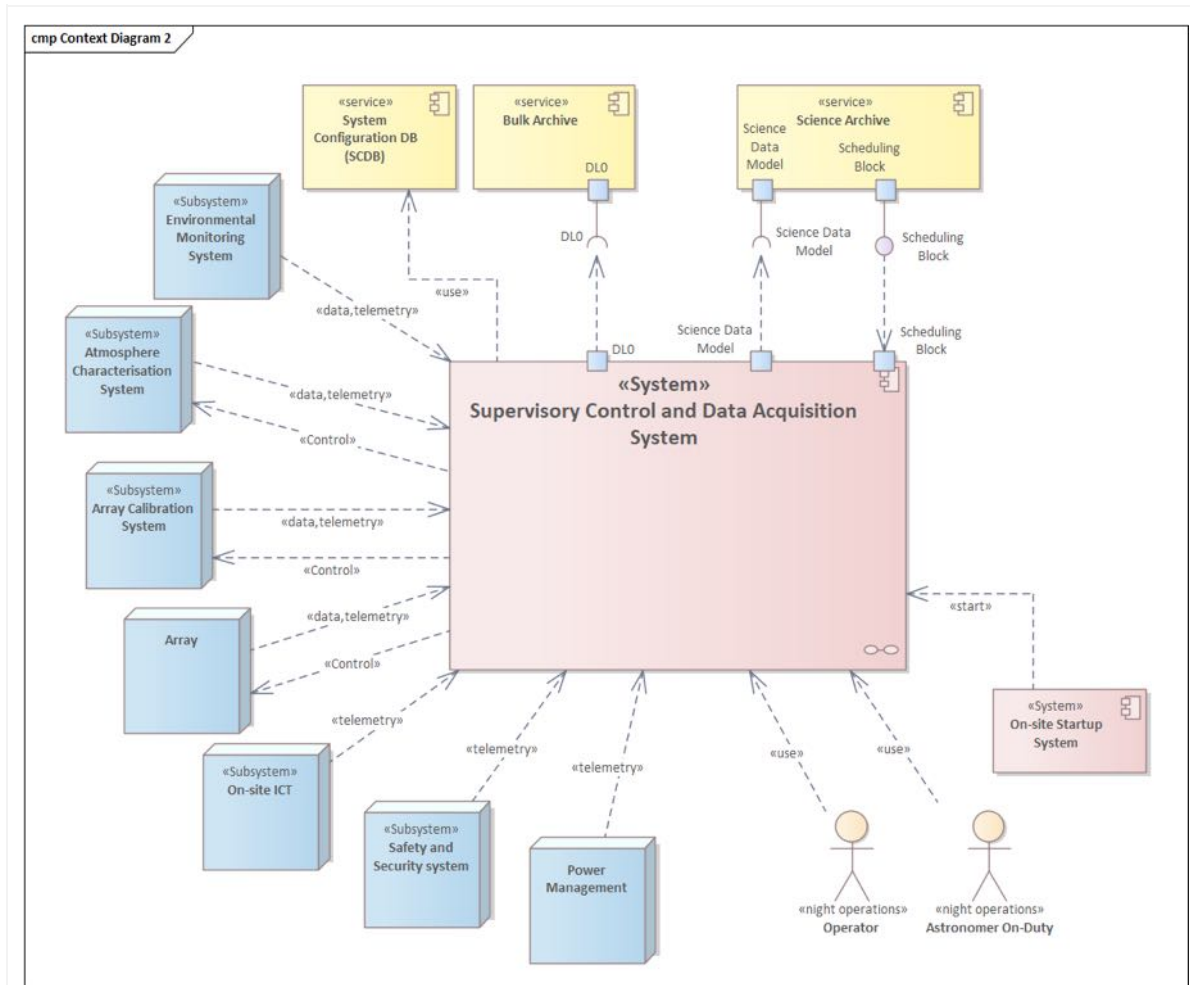 cmp Context Diagram 2
«service»
System
Configuration DB
(SCDB)
«service»
Bulk Archive
DL0
«service»
Science Archive
Science
Data
Model
Scheduling
Block
DL0
Science Data
Model
Scheduling
Block
«Subsystem»
Environmental
Monitoring
System
«use»
«data,telemetry»
DL0
Science Data
Model
Scheduling
Block
«Subsystem»
Atmosphere
Characterisation
System
«data,telemetry»
«Control»
«System»
Supervisory Control and Data Acquisition
System
«Subsystem»
Array Calibration
System
«data,telemetry»
«Control»
Array
«data,telemetry»
«Control»
«start»
«System»
On-site Startup
System
«Subsystem»
On-site ICT
«telemetry»
«Subsystem»
Safety and
Security system
«telemetry»
Power
Management
«telemetry»
«use»
«use»
«night operations»
Operator
«night operations»
Astronomer On-Duty